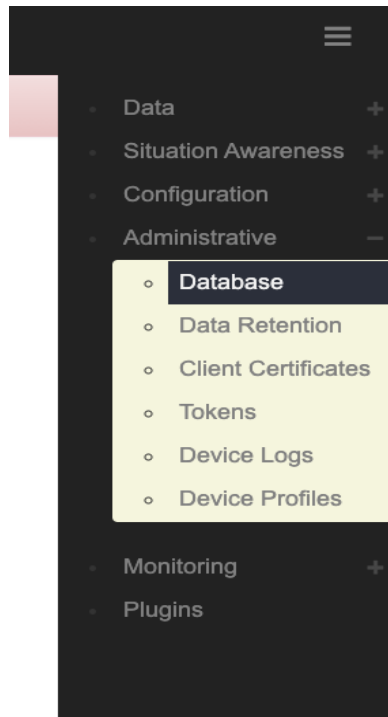 Data
Situation Awareness
Configuration
Administrative
Database
Data Retention
Client Certificates
Tokens
Device Logs
Device Profiles
Monitoring
Plugins